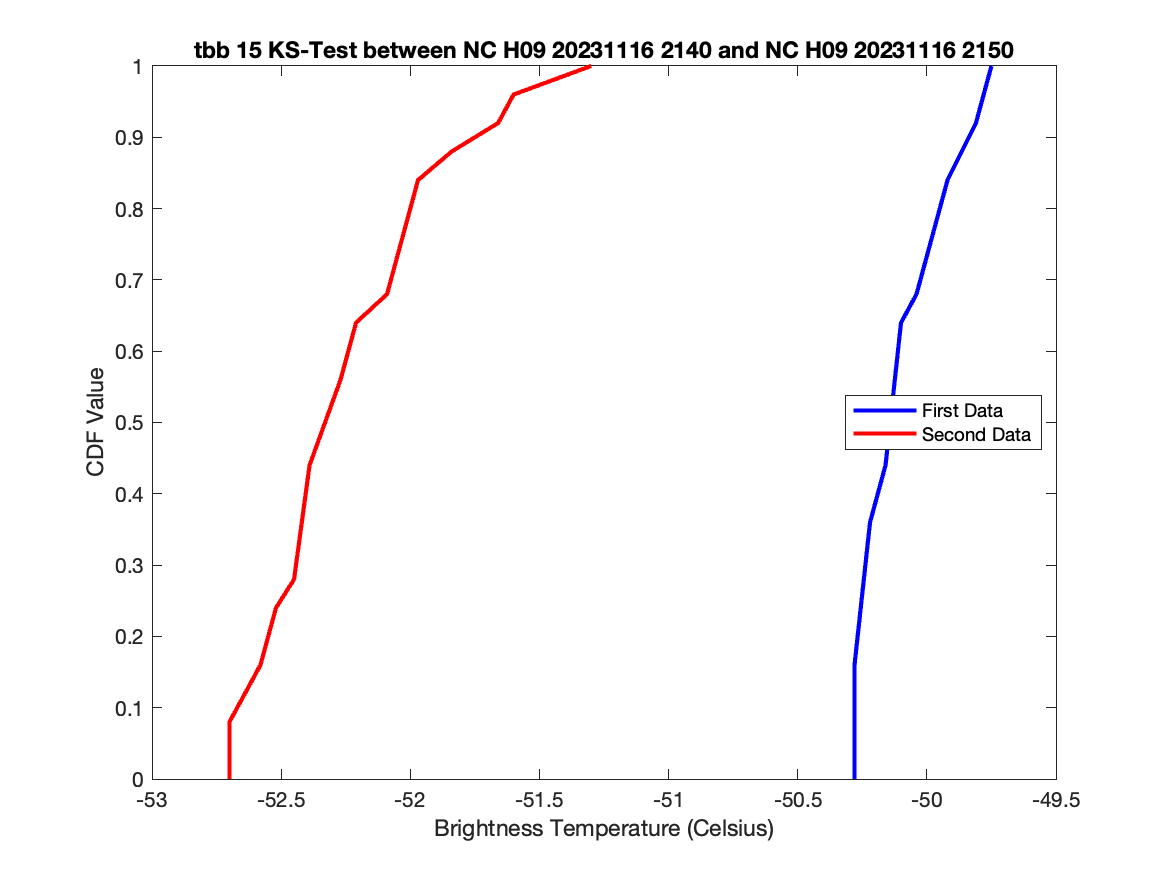 tbb 15 KS-Test between NC H09 20231116 2140 and NC H09 20231116 2150
1
0.9
0.8
0.7
0.6
0.5
0.4
0.3
0.2
0.1
0
CDF Value
First Data
Second Data
-53 -52.5 -52 -51.5 -51 -50.5 -50 -49.5
Brightness Temperature (Celsius)